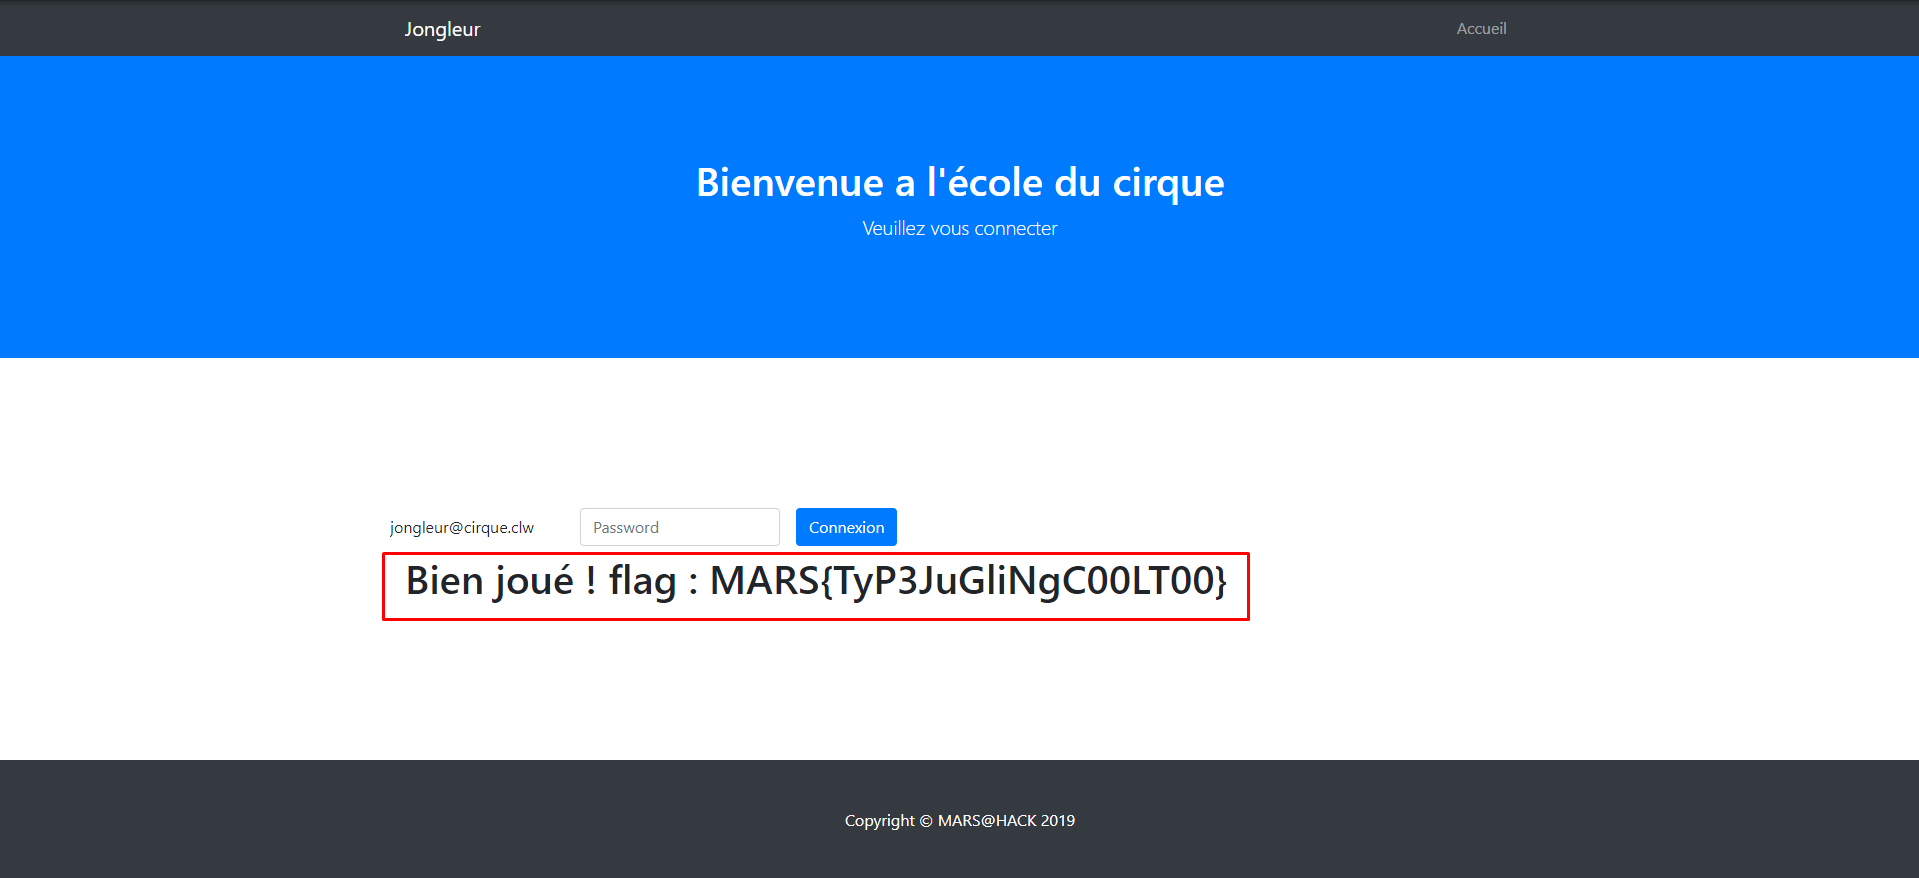 Jongleur
Accueil
Bienvenue a l'école du cirque
Veuillez vous connecter
jongleur@cirque.clw
Password
Connexion
Bien joué ! flag : MARS{TyP3JuGliNgC00LT00}
Copyright © MARS@HACK 2019